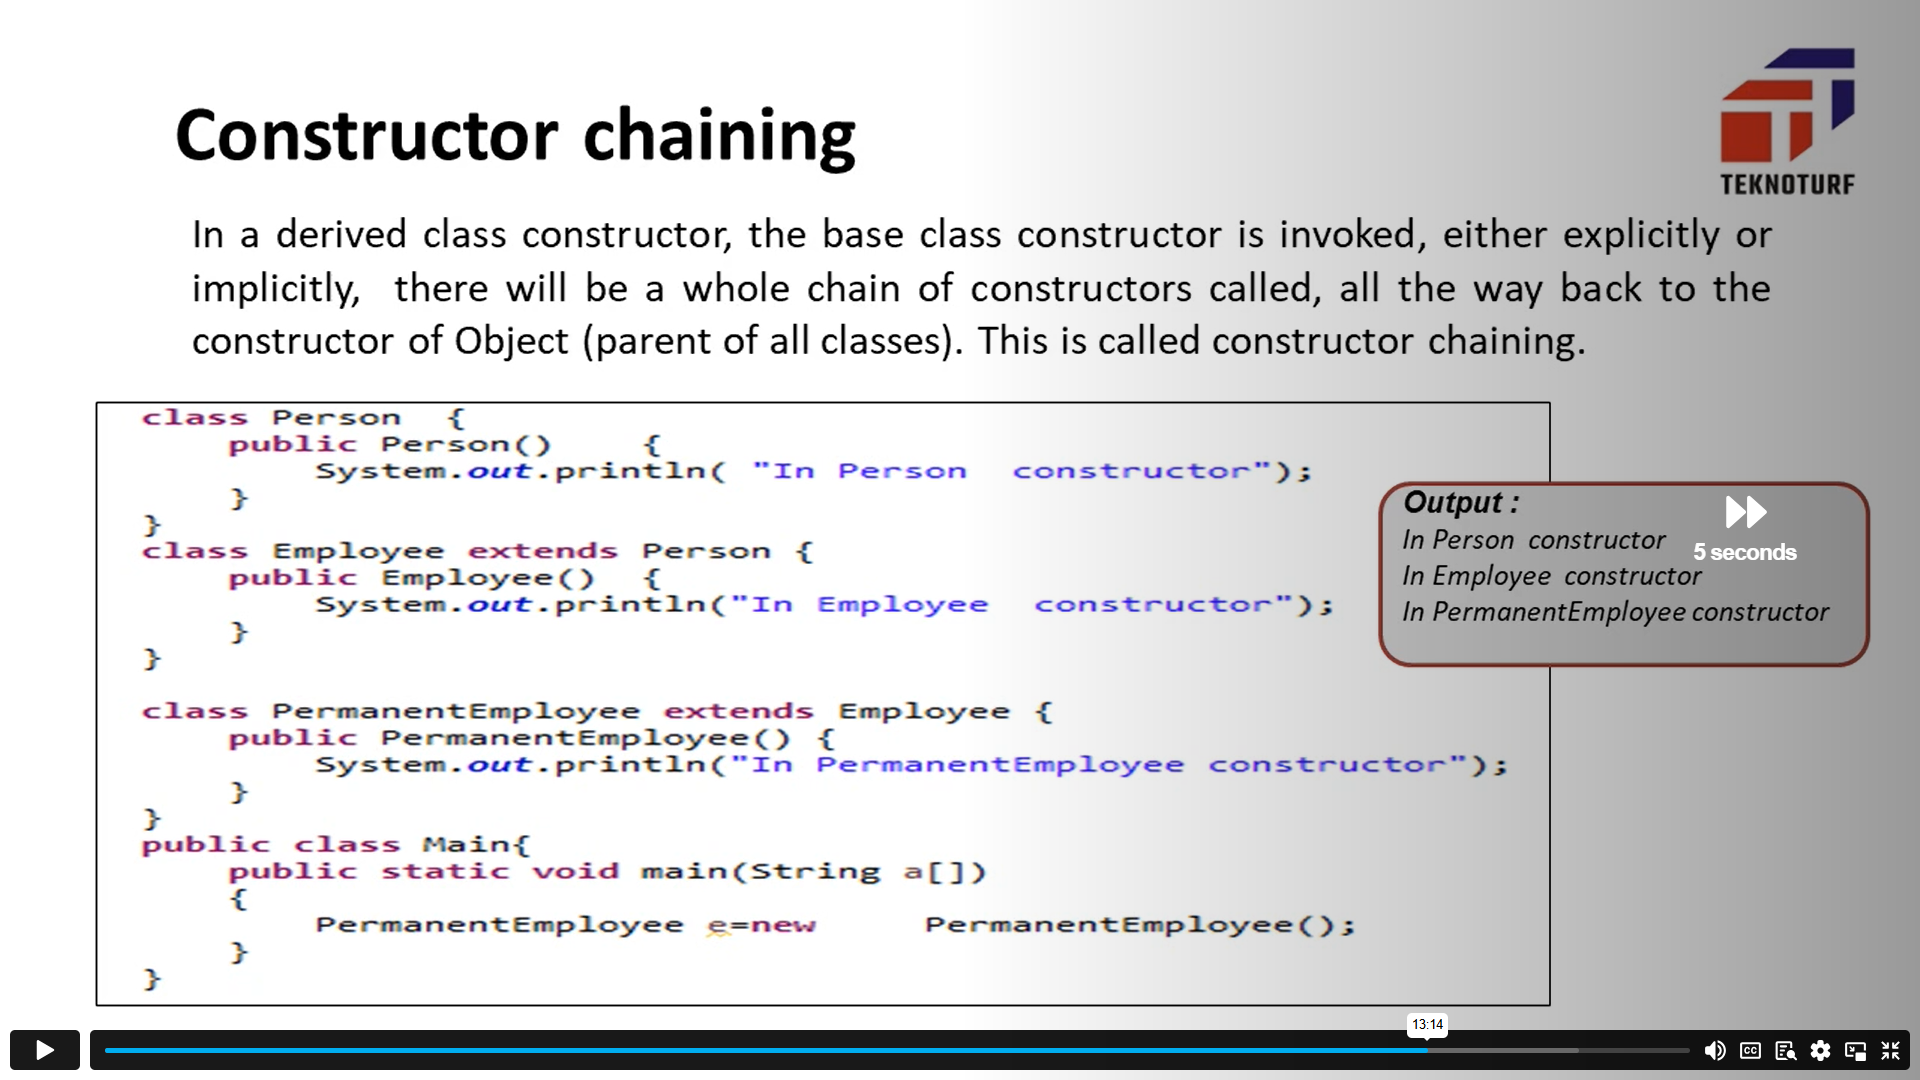 Constructor chaining
TEKNOTURF
In a derived class constructor, the base class constructor is invoked, either explicitly or
implicitly, there will be a whole chain of constructors called, all the way back to the
constructor of Object (parent of all classes). This is called constructor chaining.
class Person {
public Person() {
System.out.println( "In Person constructor");
}
}
class Employee extends Person {
public Employee() {
System.out.println("In Employee constructor");
}
}
class PermanentEmployee extends Employee {
public PermanentEmployee() {
System.out.println("In PermanentEmployee constructor");
}
}
public class Main{
public static void main(String a[])
{
PermanentEmployee e=new PermanentEmployee();
}
}
Output :
In Person constructor
In Employee constructor
In PermanentEmployee constructor
5 seconds
13:14
CC